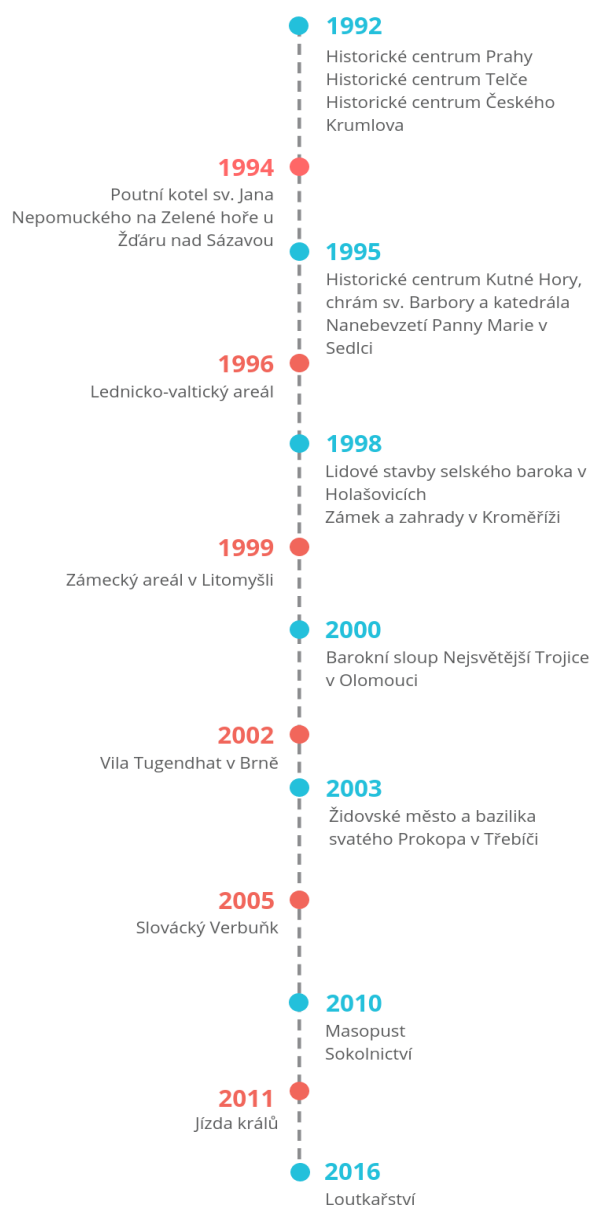 1992
Historické centrum Prahy
Historické centrum Telče
Historické centrum Českého
Krumlova
1994
Poutní kotel sv. Jana
Nepomuckého na Zelené hoře u
Žďáru nad Sázavou
1995
Historické centrum Kutné Hory,
chrám sv. Barbory a katedrála
Nanebevzetí Panny Marie v
Sedlci
1996
Lednicko-valtický areál
1998
Lidové stavby selského baroka v
Holašovicích
Zámek a zahrady v Kroměříži
1999
Zámecký areál v Litomyšli
2000
Barokní sloup Nejsvětější Trojice
v Olomouci
2002
Vila Tugendhat v Brně
2003
Židovské město a bazilika
svatého Prokopa v Třebíči
2005
Slovácký Verbuňk
2010
Masopust
Sokolnictví
2011
Jízda králů
2016
Loutkařství